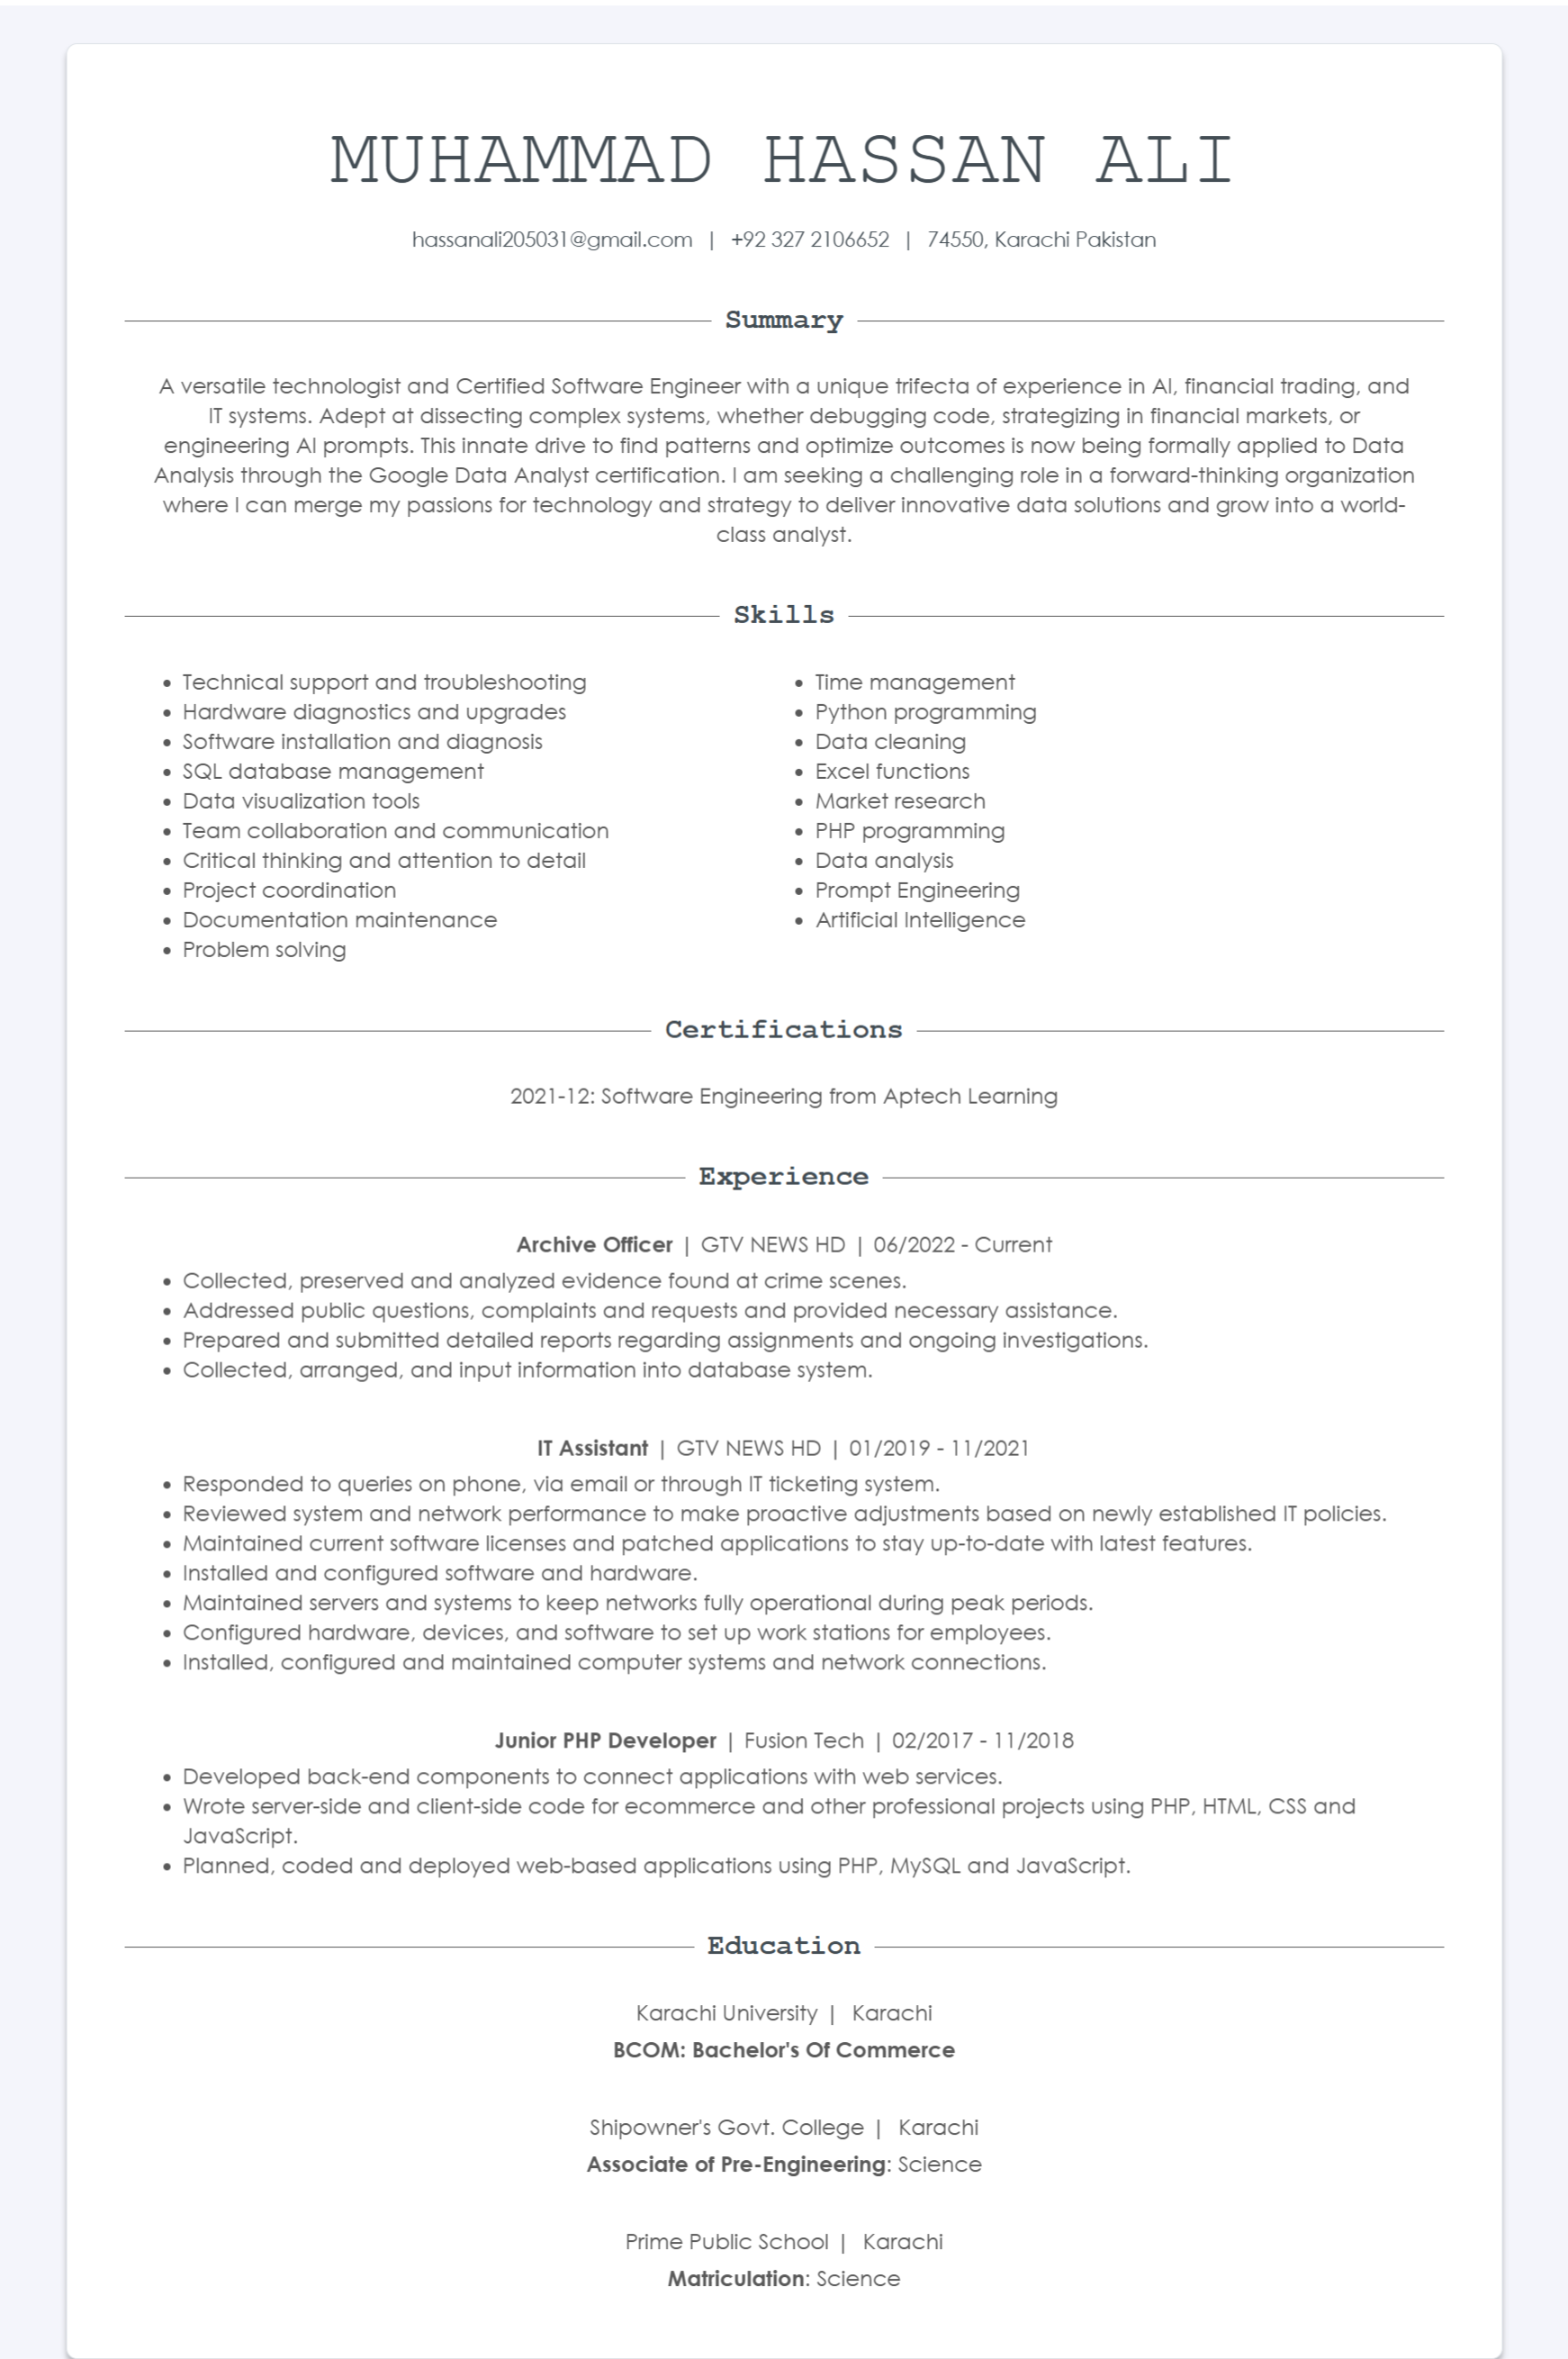 MUHAMMAD HASSAN ALI
hassanali205031@gmail.com | +92 327 2106652 | 74550, Karachi Pakistan
Summary
A versatile technologist and Certified Software Engineer with a unique trifecta of experience in AI, financial trading, and
IT systems. Adept at dissecting complex systems, whether debugging code, strategizing in financial markets, or
engineering AI prompts. This innate drive to find patterns and optimize outcomes is now being formally applied to Data
Analysis through the Google Data Analyst certification. I am seeking a challenging role in a forward-thinking organization
where I can merge my passions for technology and strategy to deliver innovative data solutions and grow into a world-
class analyst.
Skills
• Technical support and troubleshooting
• Hardware diagnostics and upgrades
• Software installation and diagnosis
• SQL database management
• Data visualization tools
• Team collaboration and communication
• Critical thinking and attention to detail
• Project coordination
• Documentation maintenance
• Problem solving
• Time management
• Python programming
• Data cleaning
• Excel functions
• Market research
• PHP programming
• Data analysis
• Prompt Engineering
• Artificial Intelligence
Certifications
2021-12: Software Engineering from Aptech Learning
Experience
Archive Officer | GTV NEWS HD | 06/2022 - Current
• Collected, preserved and analyzed evidence found at crime scenes.
• Addressed public questions, complaints and requests and provided necessary assistance.
• Prepared and submitted detailed reports regarding assignments and ongoing investigations.
• Collected, arranged, and input information into database system.
IT Assistant | GTV NEWS HD | 01/2019 - 11/2021
• Responded to queries on phone, via email or through IT ticketing system.
• Reviewed system and network performance to make proactive adjustments based on newly established IT policies.
• Maintained current software licenses and patched applications to stay up-to-date with latest features.
• Installed and configured software and hardware.
• Maintained servers and systems to keep networks fully operational during peak periods.
• Configured hardware, devices, and software to set up work stations for employees.
• Installed, configured and maintained computer systems and network connections.
Junior PHP Developer | Fusion Tech | 02/2017 - 11/2018
• Developed back-end components to connect applications with web services.
• Wrote server-side and client-side code for ecommerce and other professional projects using PHP, HTML, CSS and
JavaScript.
• Planned, coded and deployed web-based applications using PHP, MySQL and JavaScript.
Education
Karachi University | Karachi
BCOM: Bachelor's Of Commerce
Shipowner's Govt. College | Karachi
Associate of Pre-Engineering: Science
Prime Public School | Karachi
Matriculation: Science